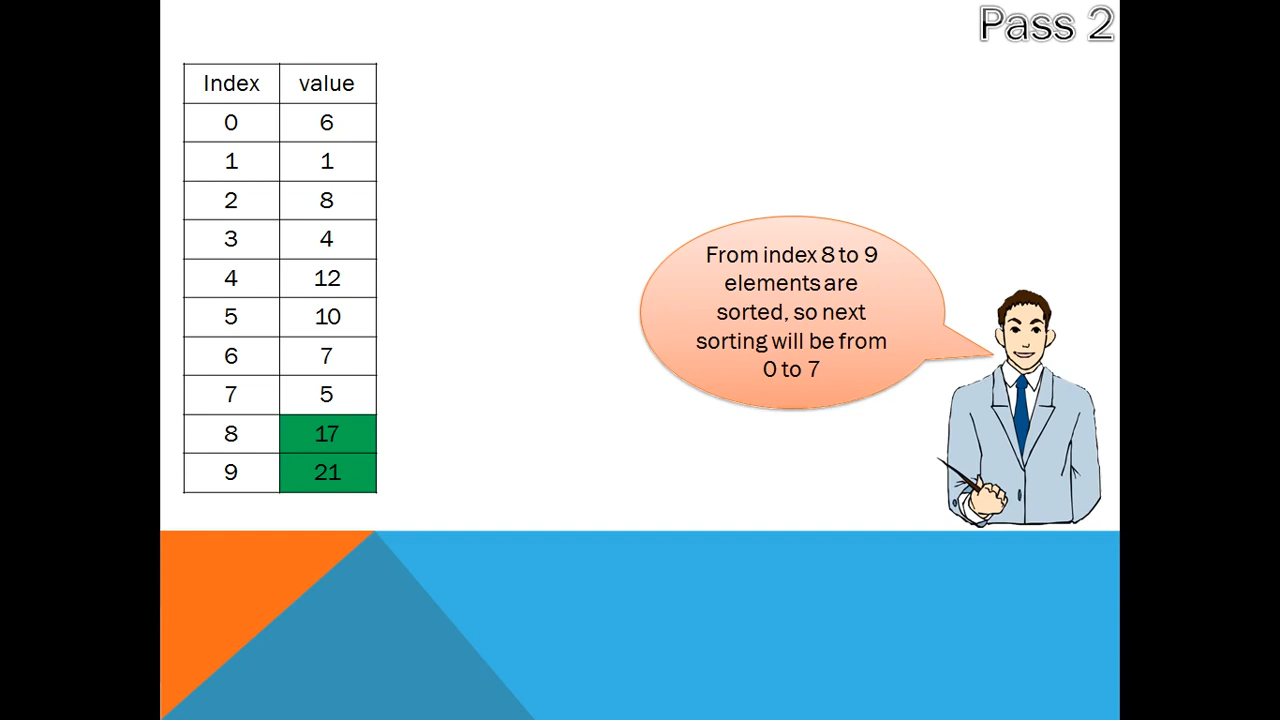 Pass 2
Index value
0 6
1 1
2 8
3 4
4 12
5 10
6 7
7 5
8 17
9 21
From index 8 to 9
elements are
sorted, so next
sorting will be from
0 to 7